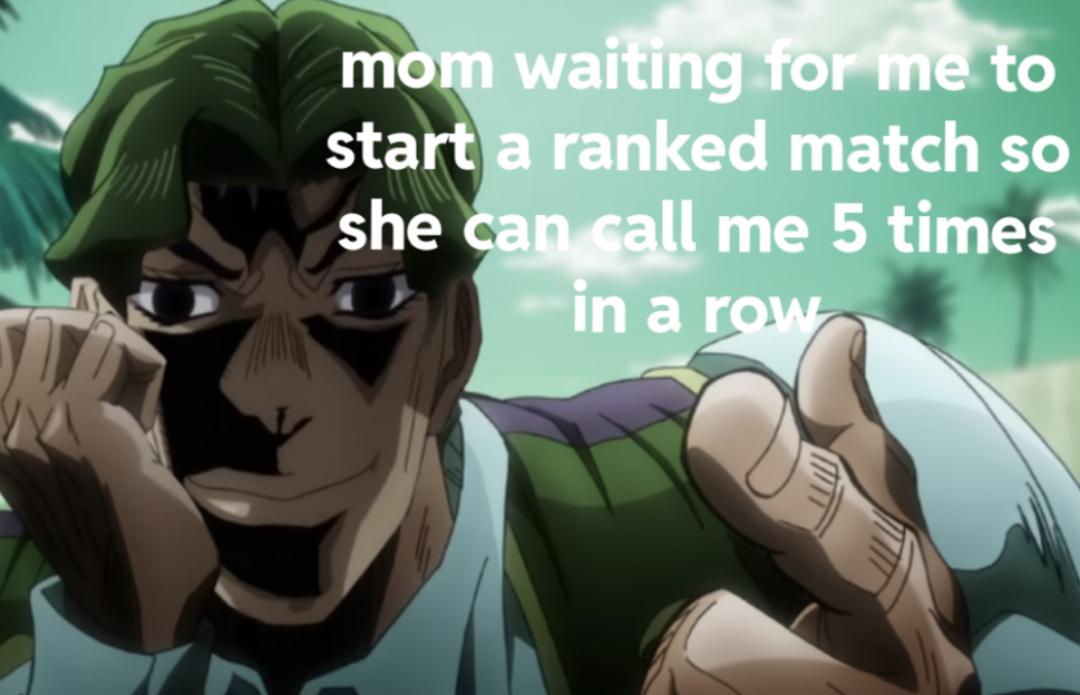 mom waiting for me to
start a ranked match so
she can call me 5 times
in a row